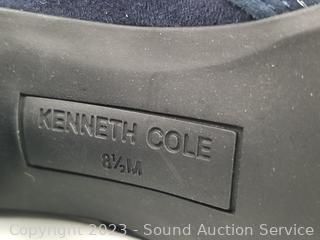 KENNETH COLE
8½M
Copyright 2023 - Sound Auction Service